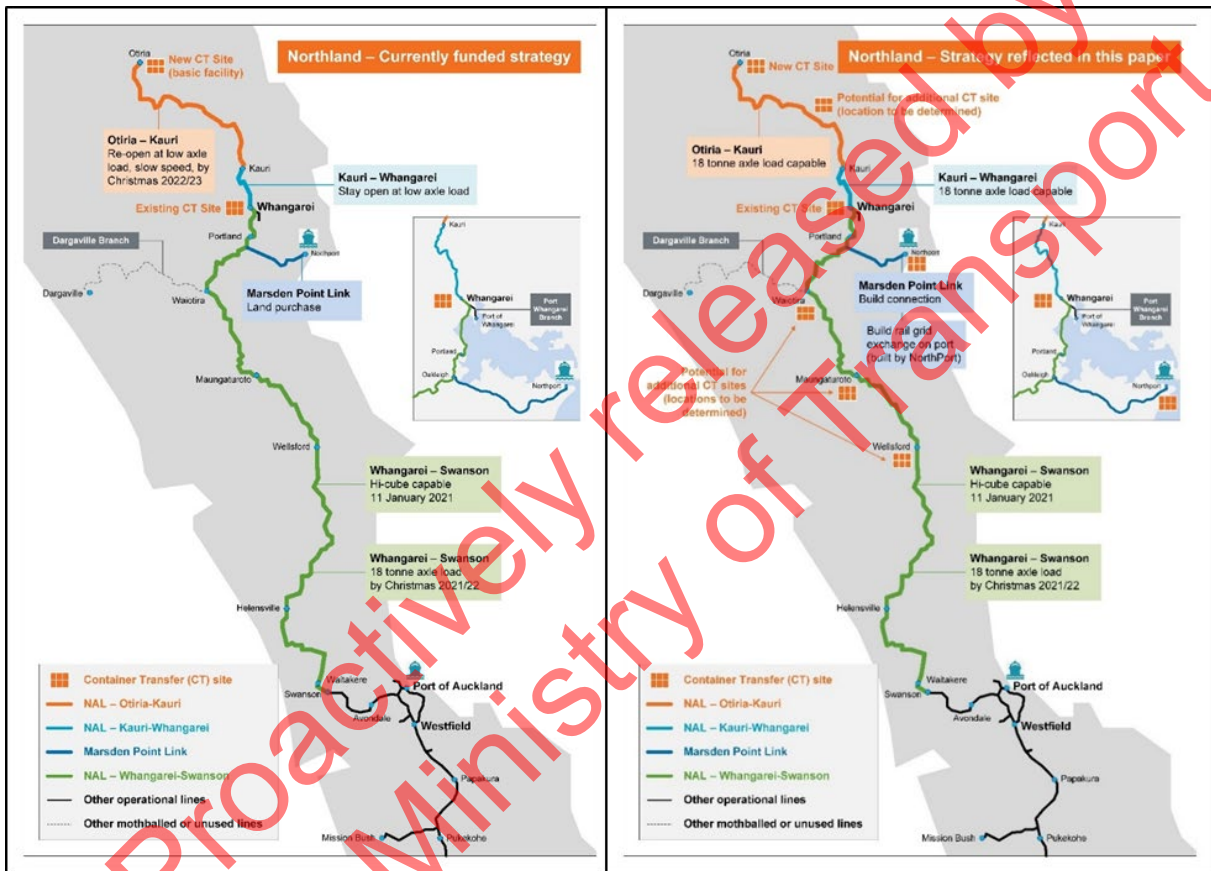 Northland – Currently funded strategy
Otiria
New CT Site
(basic facility)
Otiria – Kauri
Re-open at low axle
load, slow speed, by
Christmas 2022/23
Kauri
Kauri – Whangarei
Stay open at low axle load
Existing CT Site
Whangarei
Portland
Dargaville Branch
Northport
Dargaville
Waiotira
Marsden Point Link
Land purchase
Kauri
Whangarei
Port
Whangarei
Branch
Port of
Whangarei
Portland
Oakleigh
Northport
Maungaturoto
Wellsford
Whangarei – Swanson
Hi-cube capable
11 January 2021
Whangarei – Swanson
18 tonne axle load
by Christmas 2021/22
Helensville
Waitakere
Swanson
Port of Auckland
Avondale
Westfield
Papakura
Mission Bush
Pukekohe
Container Transfer (CT) site
NAL – Otiria-Kauri
NAL – Kauri-Whangarei
Marsden Point Link
NAL – Whangarei-Swanson
Other operational lines
Other mothballed or unused lines
Northland – Strategy reflected in this paper
Otiria
New CT Site
Potential for additional CT site
(location to be determined)
Otiria – Kauri
18 tonne axle load capable
Kauri
Kauri – Whangarei
18 tonne axle load capable
Existing CT Site
Whangarei
Portland
Dargaville Branch
Northport
Dargaville
Waiotira
Marsden Point Link
Build connection
Build rail grid
exchange on port
(built by NorthPort)
Kauri
Whangarei
Port
Whangarei
Branch
Port of
Whangarei
Portland
Oakleigh
Northport
Potential for
additional CT sites
(locations to be
determined)
Maungaturoto
Wellsford
Whangarei – Swanson
Hi-cube capable
11 January 2021
Whangarei – Swanson
18 tonne axle load
by Christmas 2021/22
Helensville
Waitakere
Swanson
Port of Auckland
Avondale
Westfield
Papakura
Mission Bush
Pukekohe
Container Transfer (CT) site
NAL – Otiria-Kauri
NAL – Kauri-Whangarei
Marsden Point Link
NAL – Whangarei-Swanson
Other operational lines
Other mothballed or unused lines
Proactively released by
Ministry of Transport